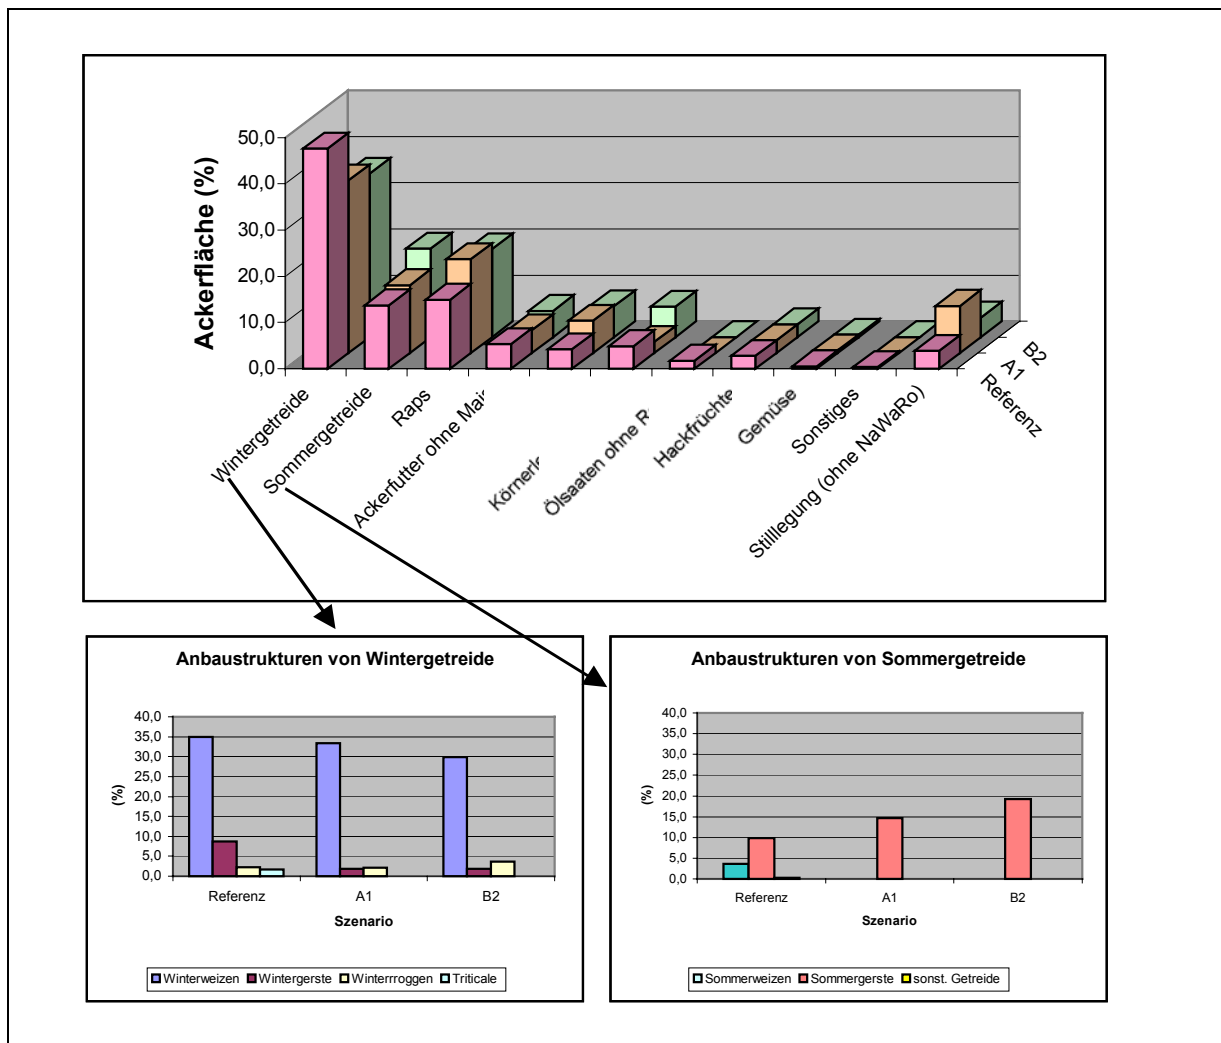 Ackerfläche (%)
50,0
40,0
30,0
20,0
10,0
0,0
Wintergetreide
Sommergetreide
Raps
Ackerfutter ohne
Ölsaaten ohne
Hackfrüchte
Gemüse
Sonstiges
Stilllegung (ohne NaWaRo)
Referenz
A1
B2
Anbaustrukturen von Wintergetreide
(%)
40,0
35,0
30,0
25,0
20,0
15,0
10,0
5,0
0,0
Referenz A1 B2
Szenario
Winterweizen Wintergerste Winterrroggen Triticale
Anbaustrukturen von Sommergetreide
(%)
40,0
35,0
30,0
25,0
20,0
15,0
10,0
5,0
0,0
Referenz A1 B2
Szenario
Sommerweizen Sommergerste sonst. Getreide